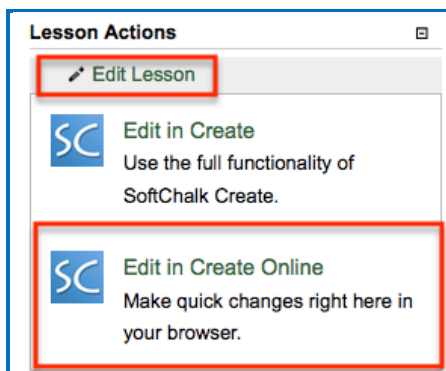 Lesson Actions
Edit Lesson
SC
Edit in Create
Use the full functionality of
SoftChalk Create.
SC
Edit in Create Online
Make quick changes right here in
your browser.